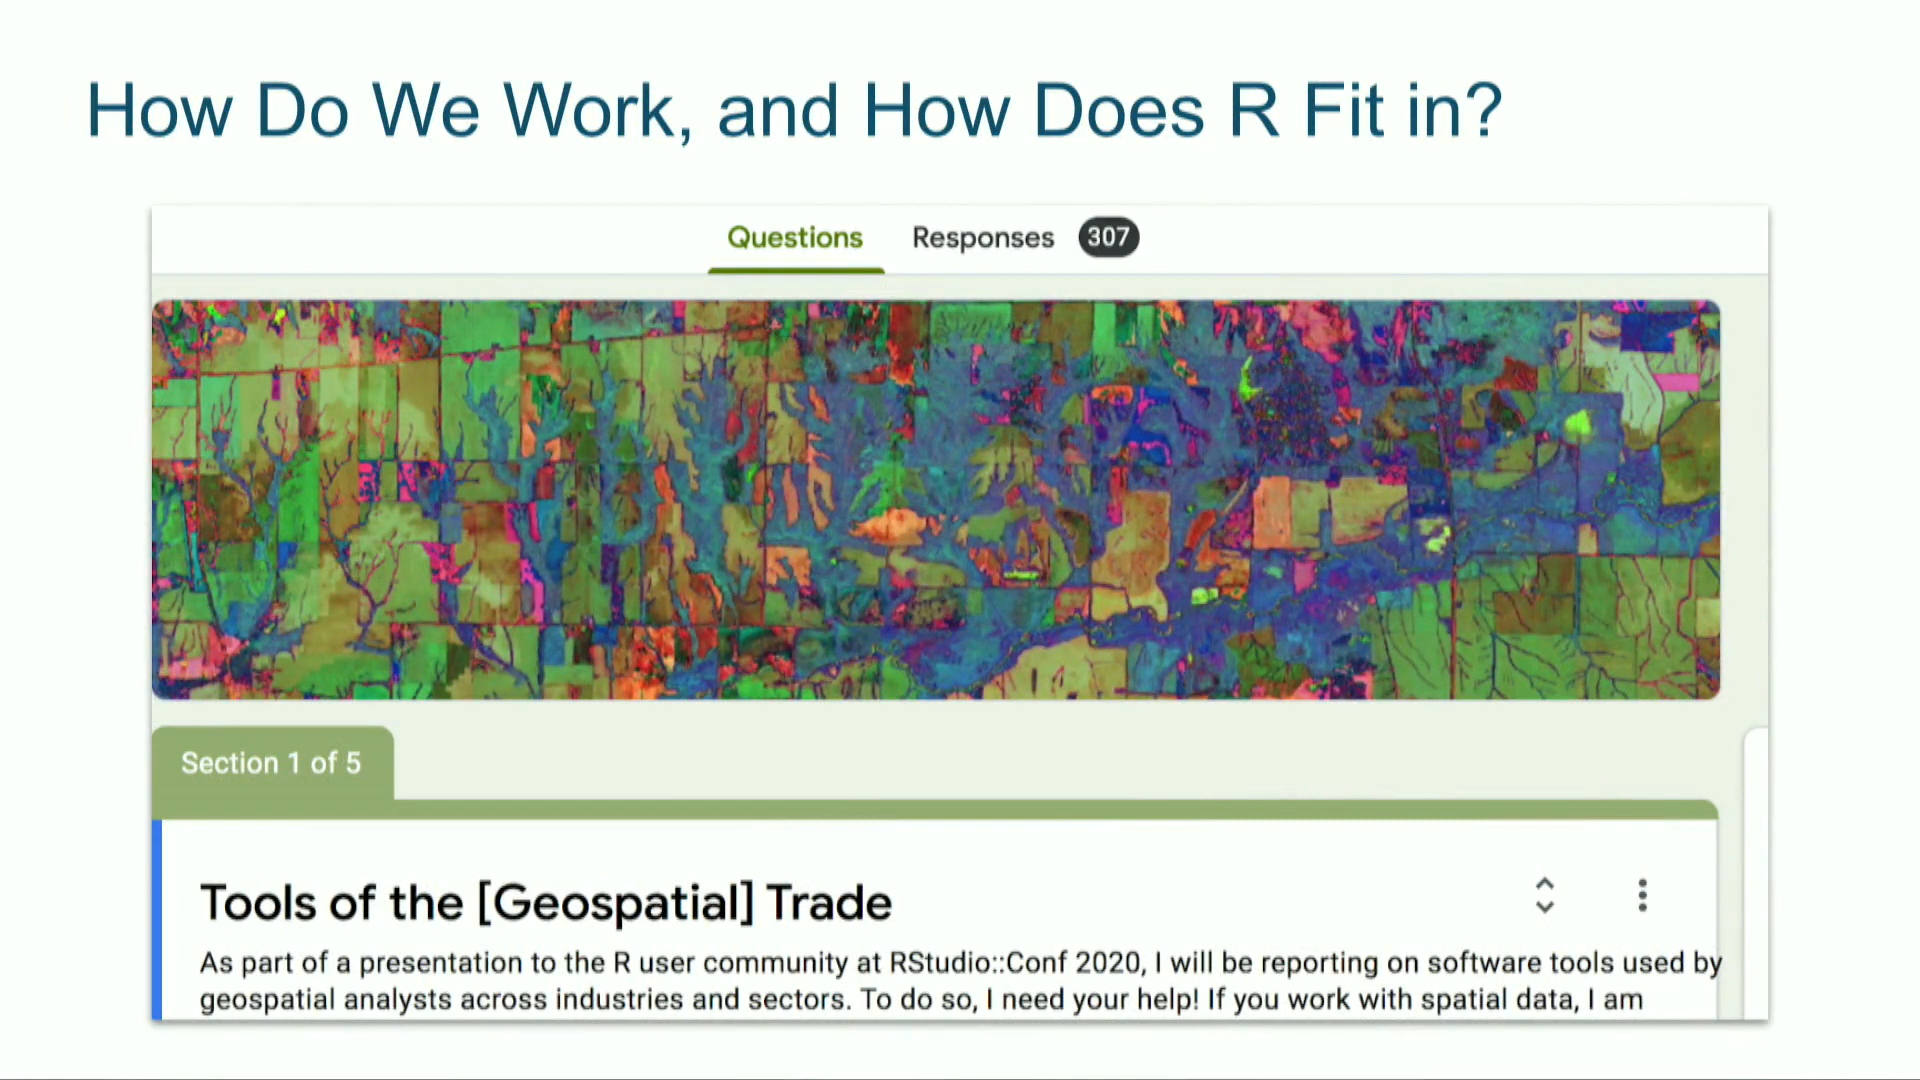 How Do We Work, and How Does R Fit in?
Questions Responses 307
Section 1 of 5
Tools of the [Geospatial] Trade
As part of a presentation to the R user community at RStudio::Conf 2020, I will be reporting on software tools used by
geospatial analysts across industries and sectors. To do so, I need your help! If you work with spatial data, I am